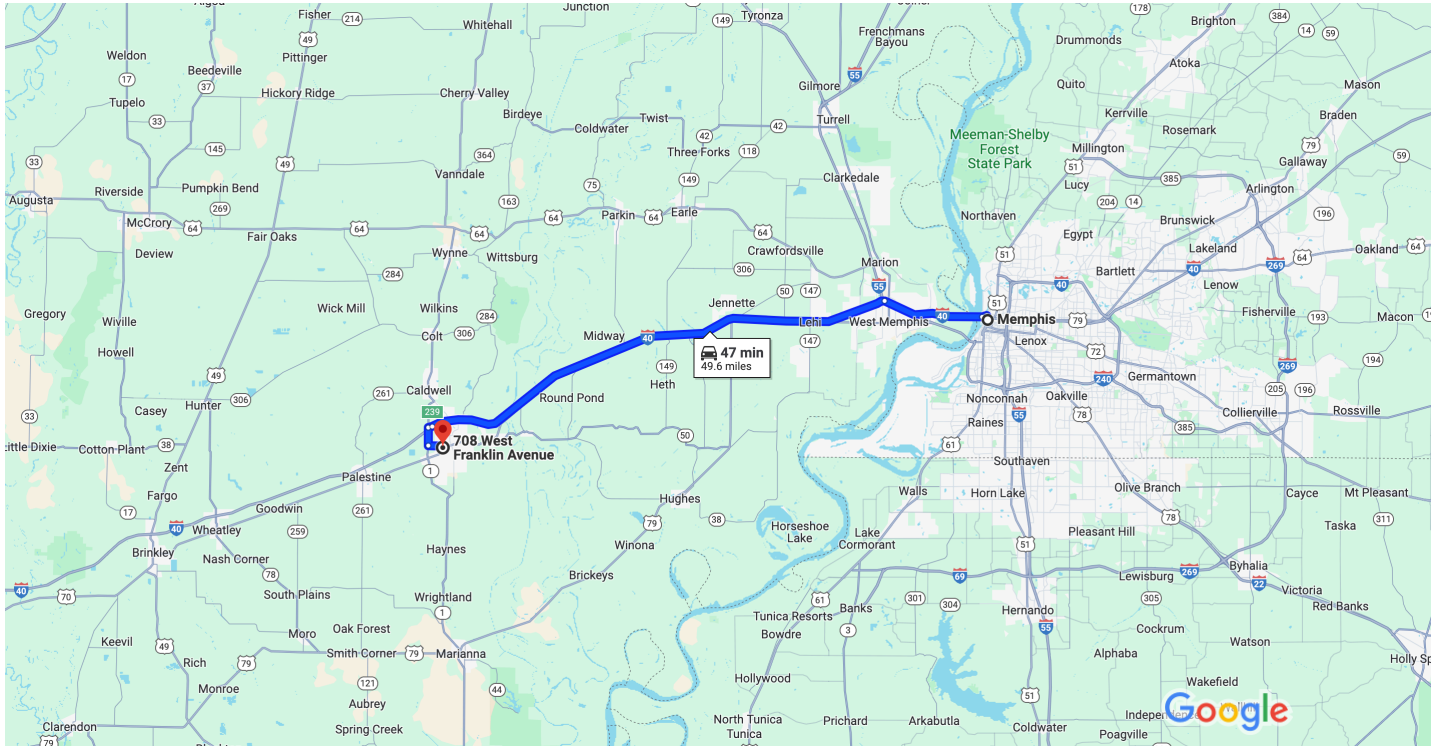 Fisher
214
Whitehall
Junction
149
Tyronza
Frenchmans
Bayou
178
Brighton
384
14
59
Weldon
49
Pittinger
Drummonds
Atoka
17
Beedeville
37
Hickory Ridge
Cherry Valley
55
Gilmore
Quito
Mason
Tupelo
Birdeye
Twist
Turrell
Kerrville
Braden
33
Coldwater
42
42
Meeman-Shelby
Forest
State Park
Rosemark
79
145
364
Three Forks
118
Millington
Gallaway
59
33
49
Vanndale
149
Clarkedale
51
385
Riverside
Pumpkin Bend
75
Lucy
Arlington
Augusta
269
163
Parkin
64
Earle
Northaven
204
14
196
McCrory
64
Fair Oaks
64
64
64
Brunswick
Egypt
Deview
Wynne
Wittsburg
Crawfordsville
Marion
51
Lakeland
Oakland
64
284
306
Bartlett
40
269
64
55
40
Lenow
Gregory
Wick Mill
Wilkins
284
50
147
Jennette
51
Fisherville
193
Macon
Wiville
Colt
306
Midway
40
Lehi
West Memphis
40
Memphis
79
147
Lenox
Howell
47 min
49.6 miles
72
194
49
149
Heth
240
Germantown
269
Caldwell
261
Round Pond
Nonconnah
Oakville
205
196
Casey
Hunter
306
239
55
78
Collierville
Rossville
33
Raines
385
ittle Dixie
Cotton Plant
38
708 West
Franklin Avenue
50
61
Zent
Palestine
1
Southaven
Fargo
261
Hughes
Walls
Horn Lake
Olive Branch
Cayce
Mt Pleasant
17
Goodwin
38
78
311
40
Wheatley
259
79
Horseshoe
Lake
Lake
Cormorant
Pleasant Hill
Taska
Brinkley
Nash Corner
Haynes
Winona
51
78
Brickeys
69
Lewisburg
269
Byhalia
22
40
70
South Plains
Wrightland
61
Banks
301
304
Hernando
305
Victoria
1
Tunica Resorts
Red Banks
Keevil
49
Moro
Oak Forest
Bowdre
3
55
Cockrum
Watson
Rich
79
Smith Corner
79
Marianna
Alphaba
Holly Sp
Monroe
121
44
Hollywood
51
Wakefield
Aubrey
Clarendon
Spring Creek
North Tunica
Tunica
Prichard
Arkabutla
Coldwater
Google
79
Poagville